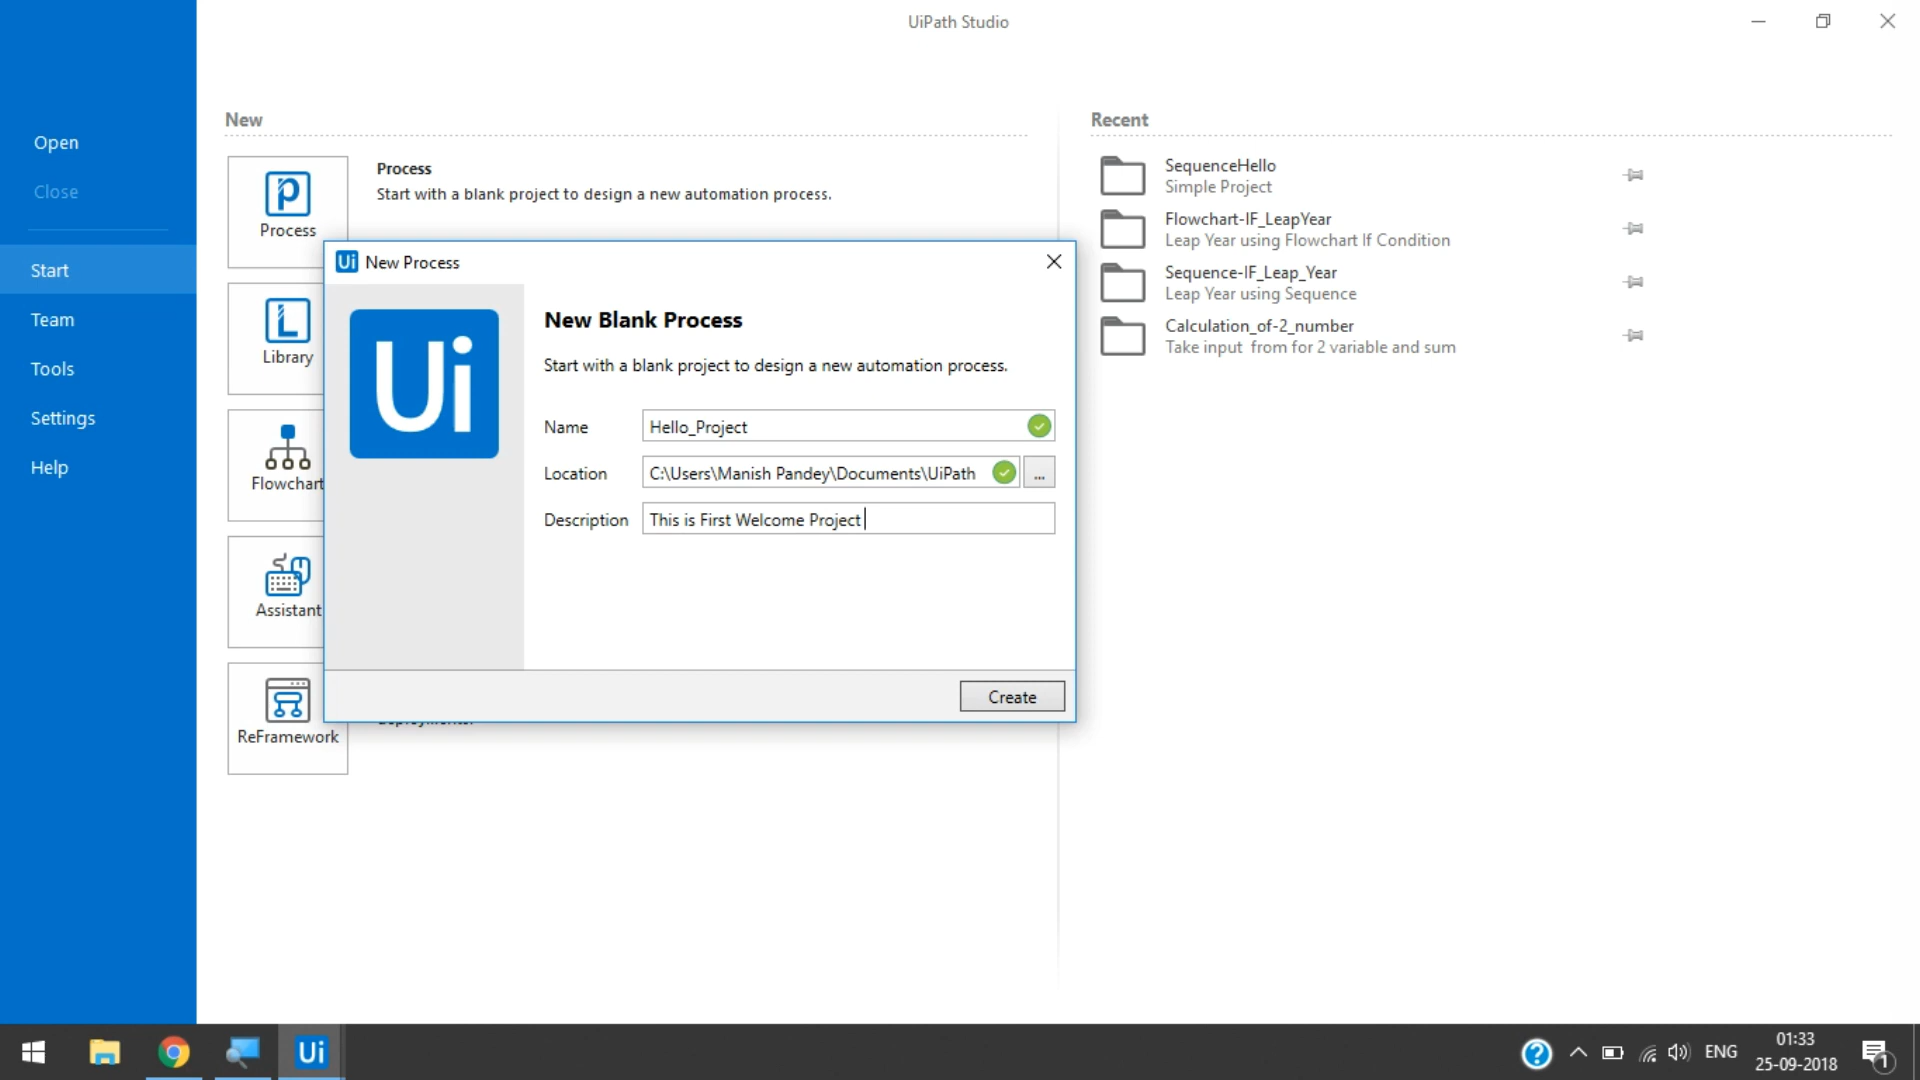 UiPath Studio
Open
Close
Start
Team
Tools
Settings
Help
New
Process
Process
Start with a blank project to design a new automation process.
Library
Flowchart
Assistant
ReFramework
Ui New Process
Ui
New Blank Process
Start with a blank project to design a new automation process.
Name Hello_Project
Location C:\Users\Manish Pandey\Documents\UiPath ...
Description This is First Welcome Project
Create
Recent
SequenceHello
Simple Project
Flowchart-IF_LeapYear
Leap Year using Flowchart If Condition
Sequence-IF_Leap_Year
Leap Year using Sequence
Calculation_of-2_number
Take input from for 2 variable and sum
Ui
ENG
01:33
25-09-2018
1